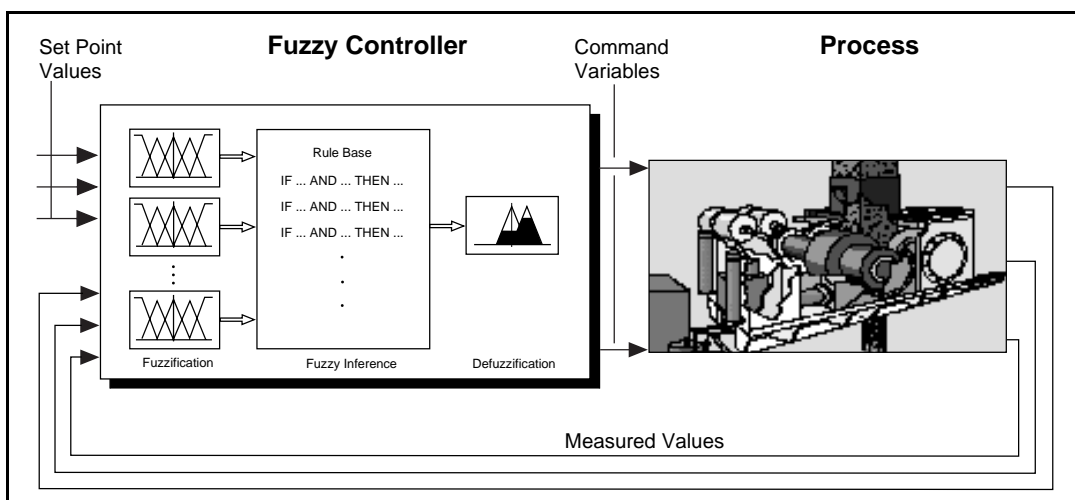 Set Point
Values
Fuzzy Controller
Command
Variables
Process
Rule Base
IF ... AND ... THEN ...
IF ... AND ... THEN ...
IF ... AND ... THEN ...
Fuzzification
Fuzzy Inference
Defuzzification
Measured Values